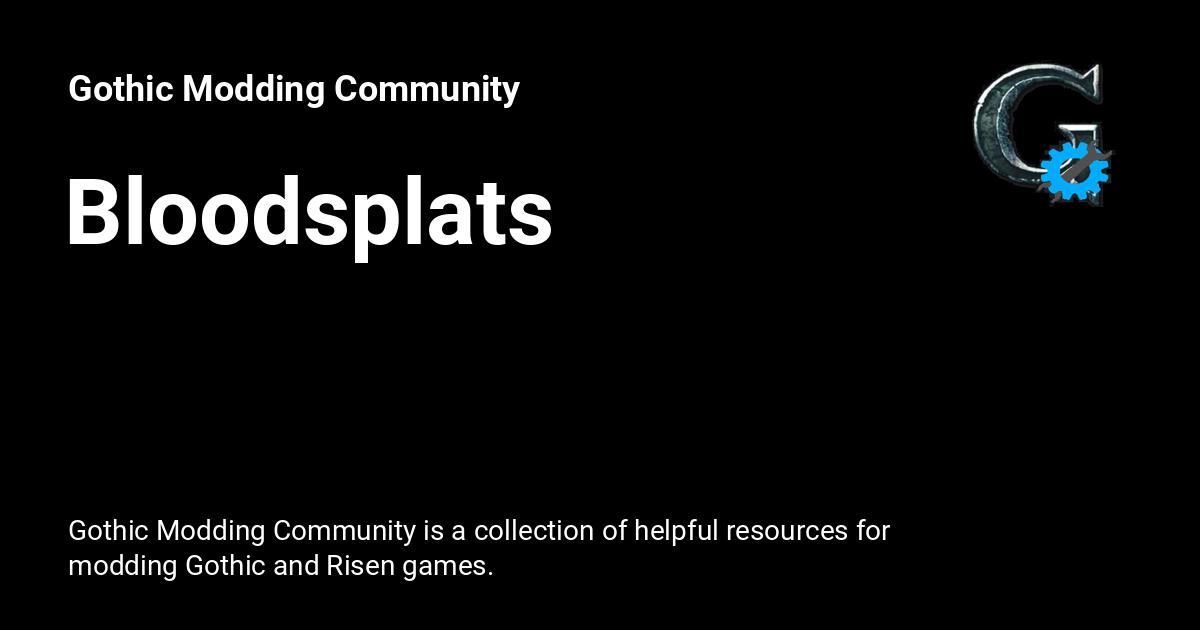 Gothic Modding Community
Bloodsplats
G
Gothic Modding Community is a collection of helpful resources for
modding Gothic and Risen games.